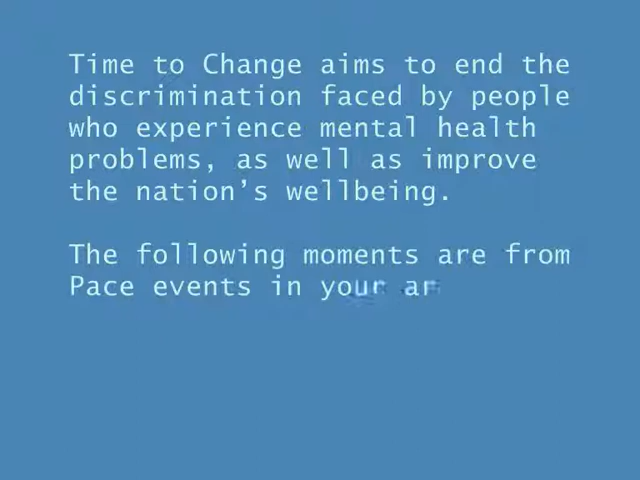 Time to Change aims to end the
discrimination faced by people
who experience mental health
problems, as well as improve
the nation’s wellbeing.
The following moments are from
Pace events in your ar